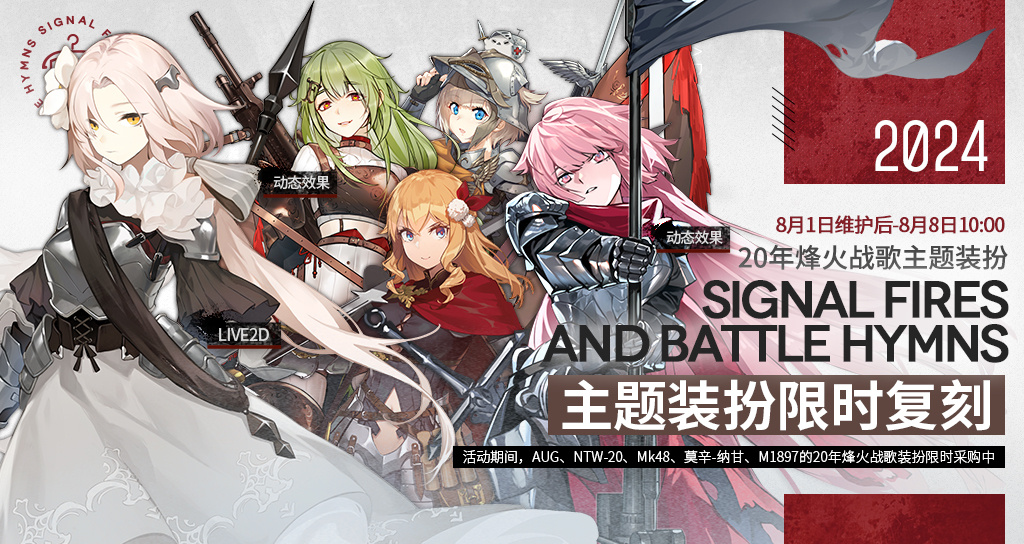 HYMNS SIGNAL F
动态效果
动态效果
LIVE2D
2024
8月1日维护后-8月8日10:00
20年烽火战歌主题装扮
SIGNAL FIRES
AND BATTLE HYMNS
主题装扮限时复刻
活动期间，AUG、NTW-20、Mk48、莫辛-纳甘、M1897的20年烽火战歌装扮限时采购中